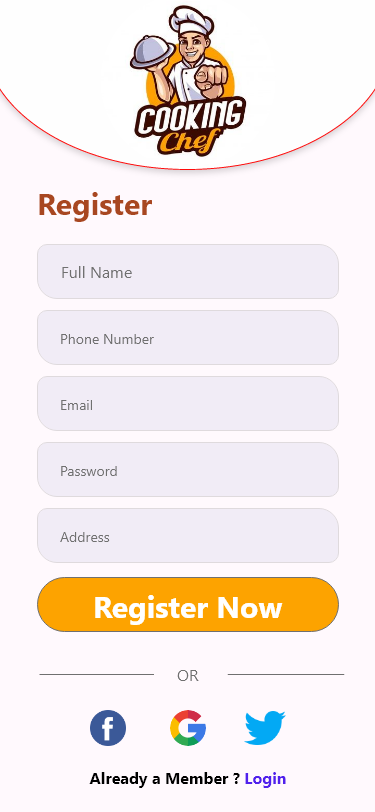 COOKING
Chef
Register
Full Name
Phone Number
Email
Password
Address
Register Now
OR
Already a Member ? Login